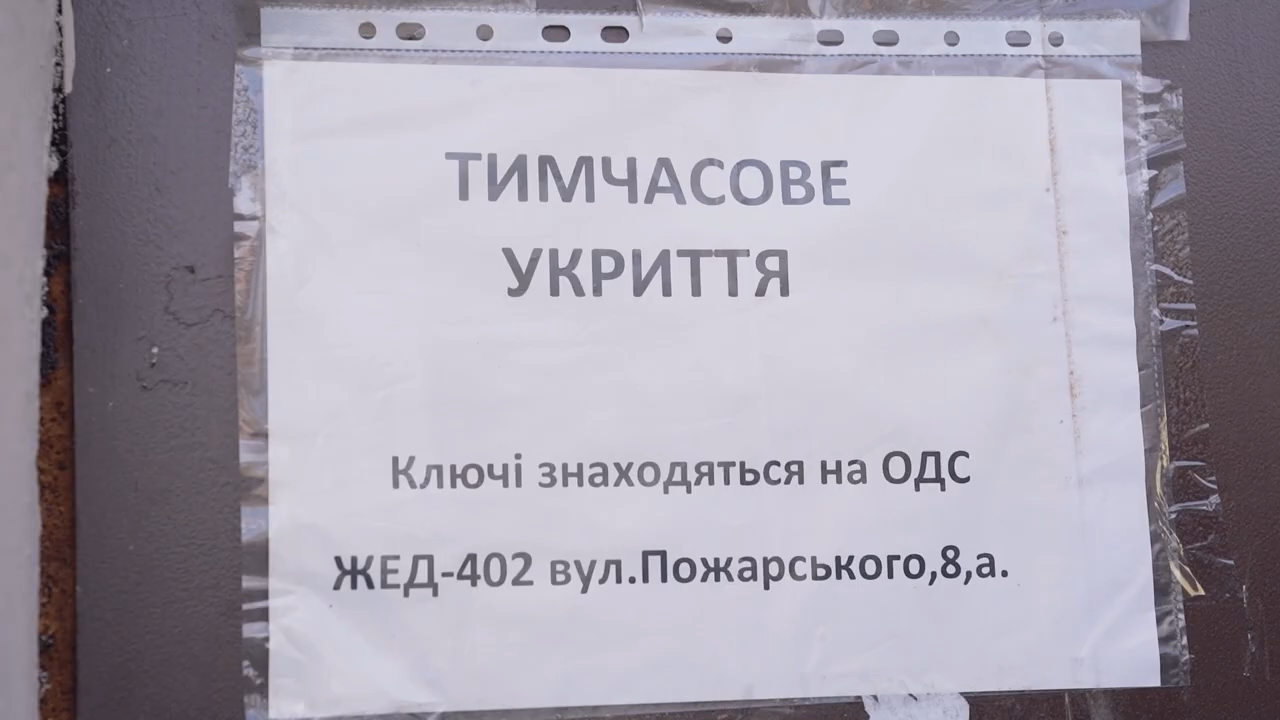 ТИМЧАСОВЕ
УКРИТТЯ
Ключі знаходяться на ОДС
ЖЕД-402 вул.Пожарського,8,а.